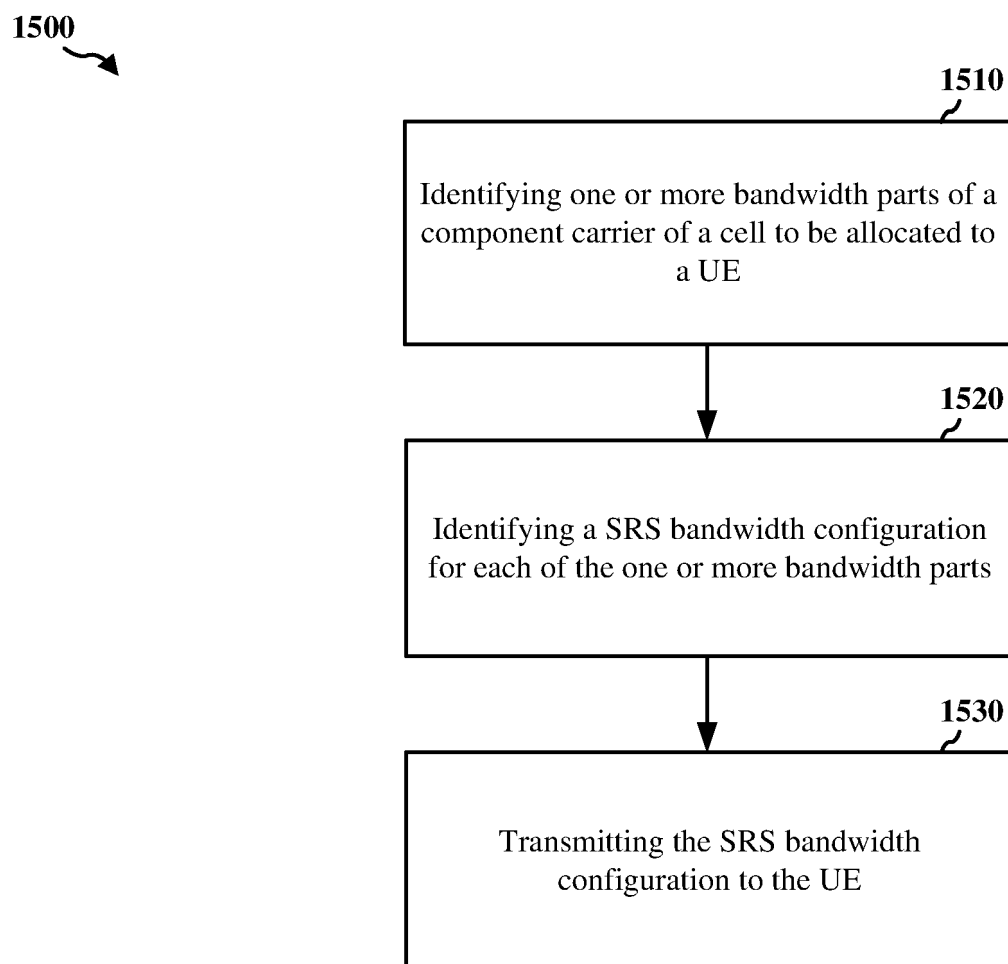 1500
1510
Identifying one or more bandwidth parts of a
component carrier of a cell to be allocated to
a UE
1520
Identifying a SRS bandwidth configuration
for each of the one or more bandwidth parts
1530
Transmitting the SRS bandwidth
configuration to the UE